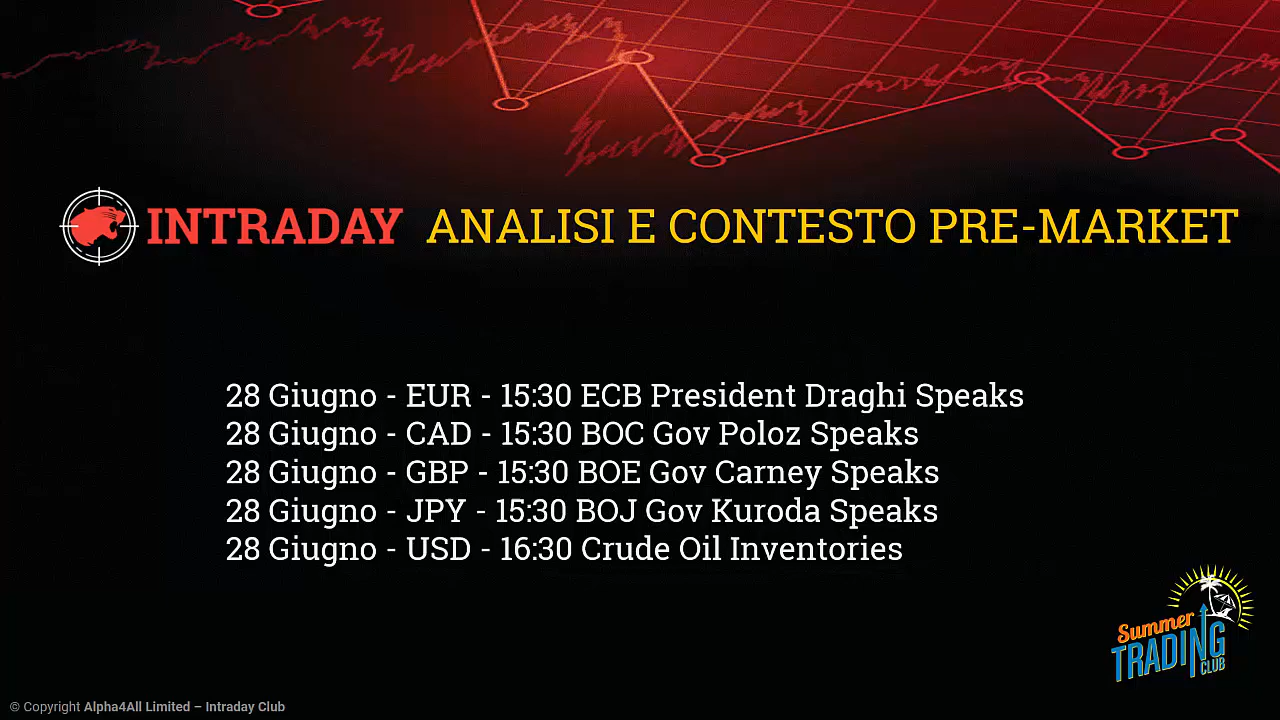 INTRADAY ANALISI E CONTESTO PRE-MARKET
28 Giugno - EUR - 15:30 ECB President Draghi Speaks
28 Giugno - CAD - 15:30 BOC Gov Poloz Speaks
28 Giugno - GBP - 15:30 BOE Gov Carney Speaks
28 Giugno - JPY - 15:30 BOJ Gov Kuroda Speaks
28 Giugno - USD - 16:30 Crude Oil Inventories
Summer
TRADING
CLUB
© Copyright Alpha4All Limited – Intraday Club